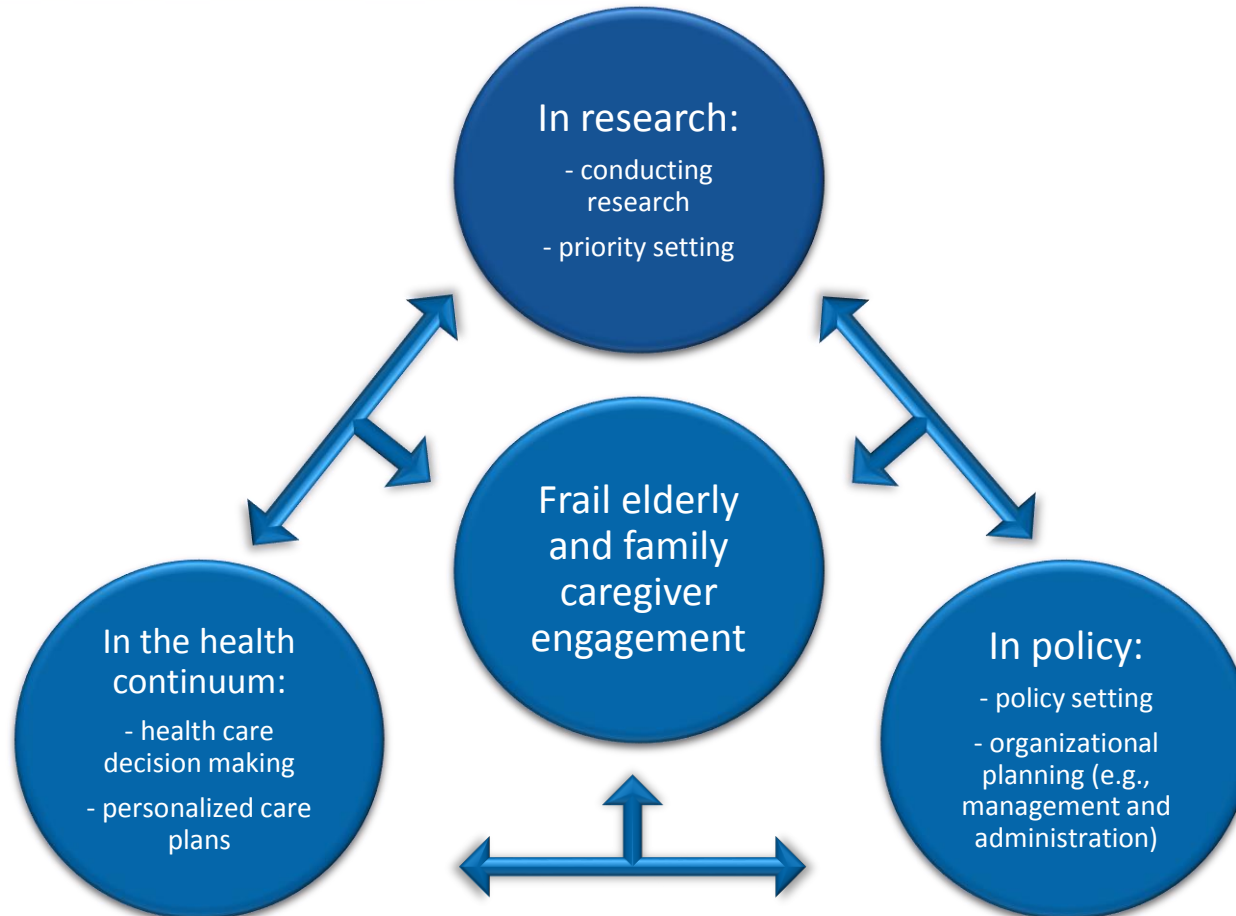 In research:
- conducting
research
- priority setting
Frail elderly
and family
caregiver
engagement
In the health
continuum:
- health care
decision making
- personalized care
plans
In policy:
- policy setting
- organizational
planning (e.g.,
management and
administration)